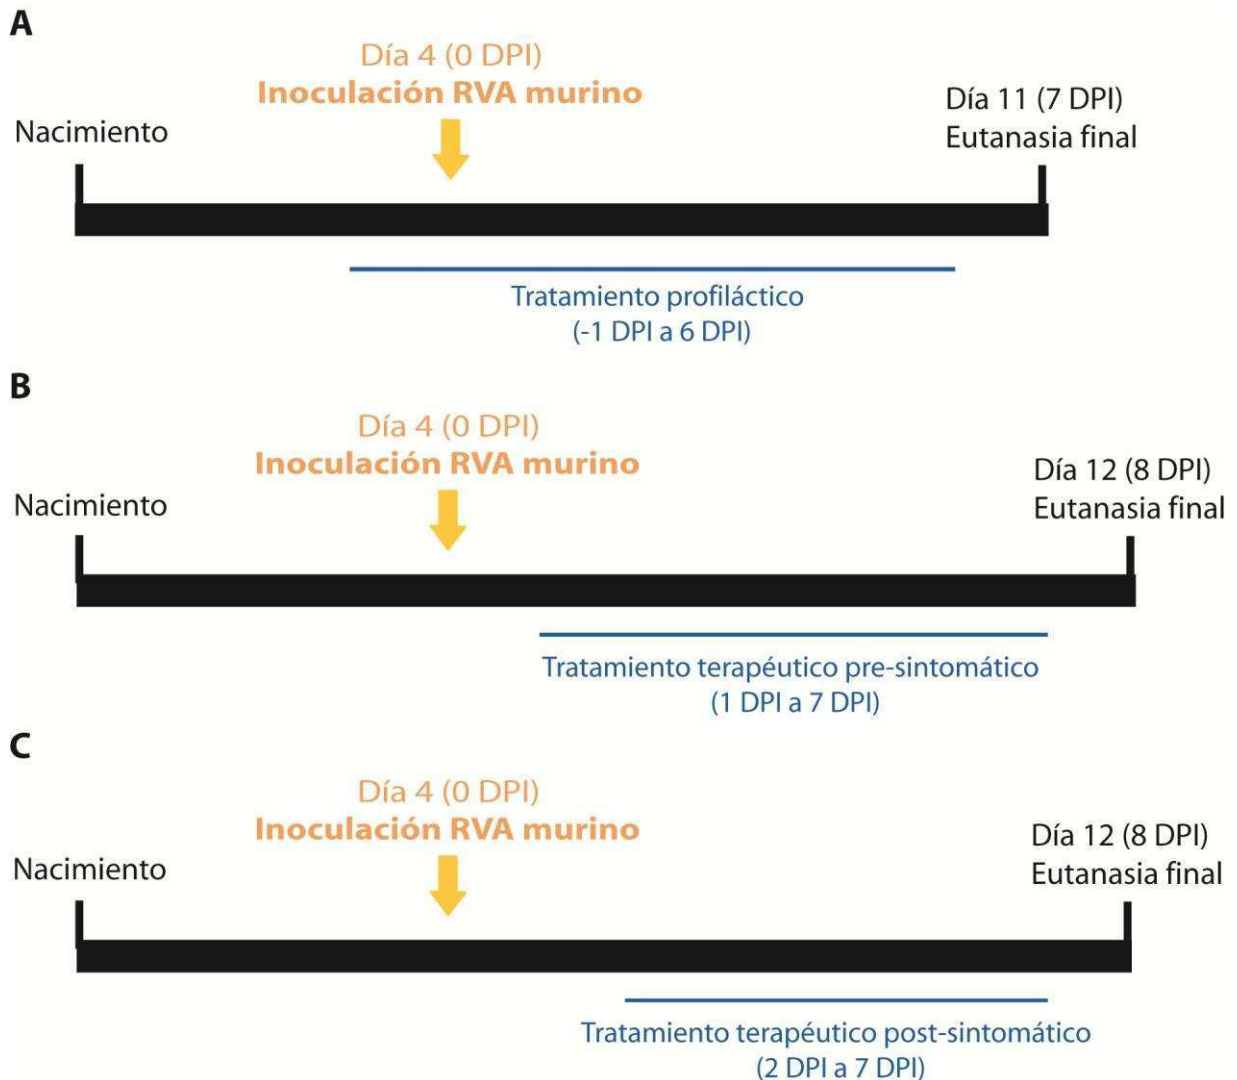 A
Día 4 (0 DPI)
Inoculación RVA murino
Nacimiento
Día 11 (7 DPI)
Eutanasia final
Tratamiento profiláctico
(-1 DPI a 6 DPI)
B
Día 4 (0 DPI)
Inoculación RVA murino
Nacimiento
Día 12 (8 DPI)
Eutanasia final
Tratamiento terapéutico pre-sintomático
(1 DPI a 7 DPI)
C
Día 4 (0 DPI)
Inoculación RVA murino
Nacimiento
Día 12 (8 DPI)
Eutanasia final
Tratamiento terapéutico post-sintomático
(2 DPI a 7 DPI)